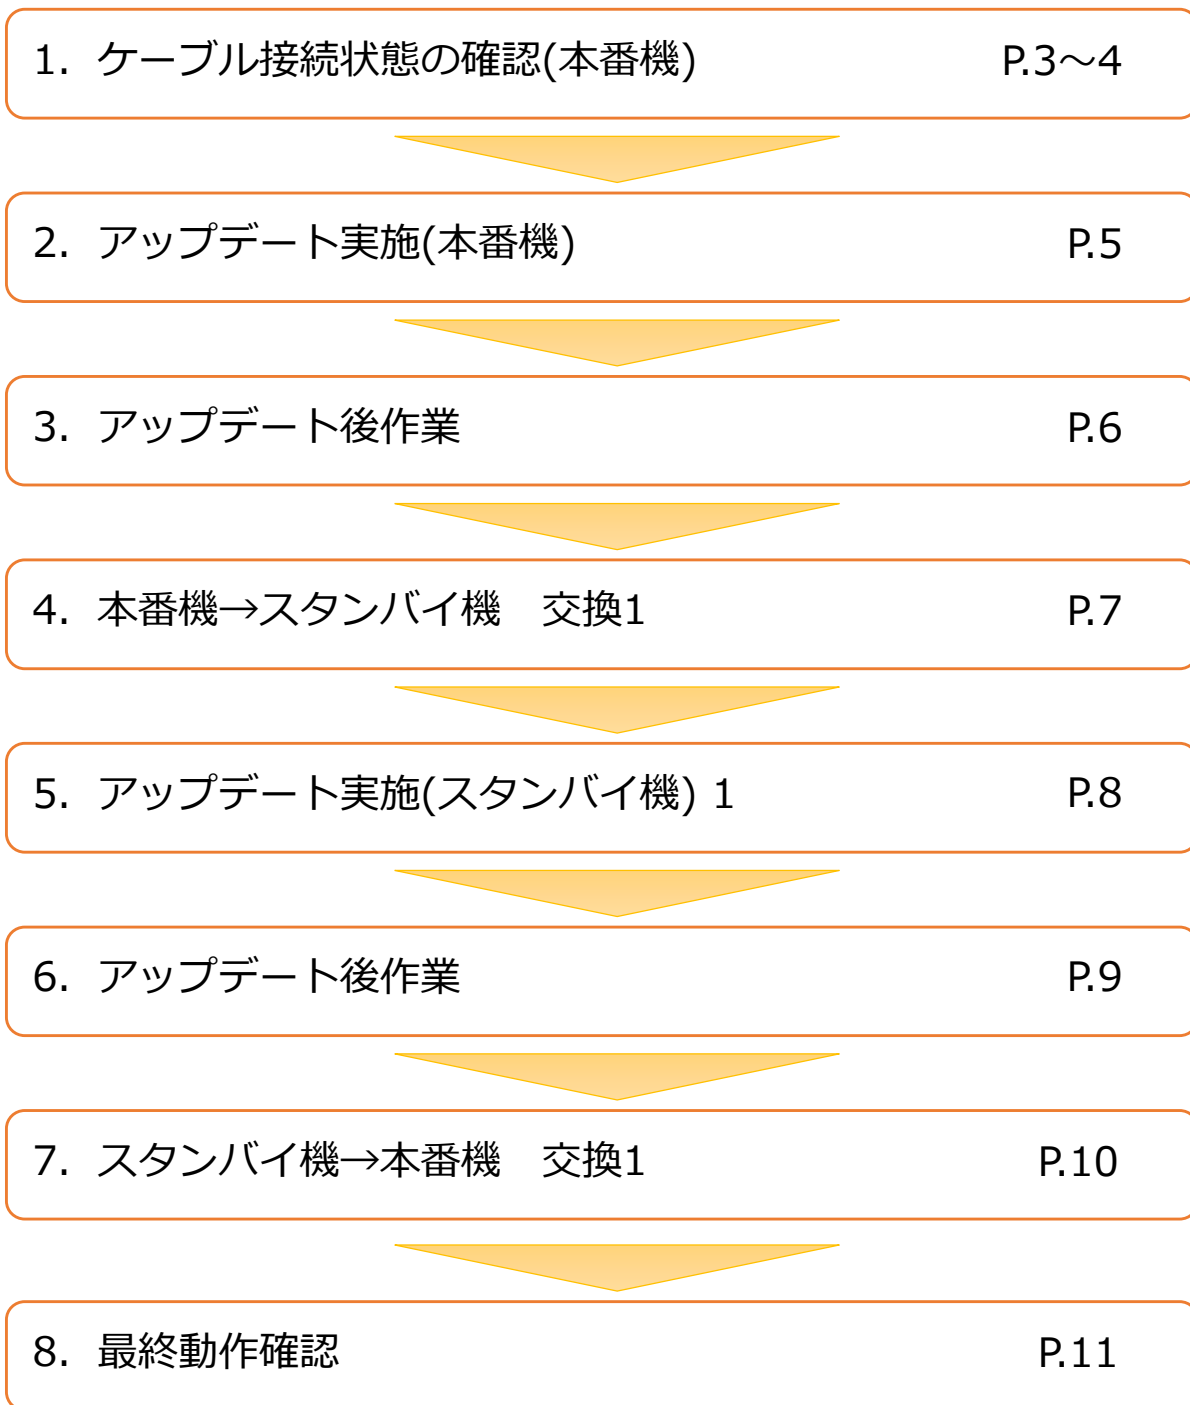 1. ケーブル接続状態の確認(本番機) P.3～4
2. アップデート実施(本番機) P.5
3. アップデート後作業 P.6
4. 本番機→スタンバイ機　交換1 P.7
5. アップデート実施(スタンバイ機) 1 P.8
6. アップデート後作業 P.9
7. スタンバイ機→本番機　交換1 P.10
8. 最終動作確認 P.11